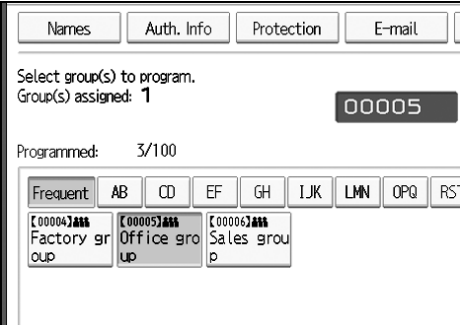 Names Auth. Info Protection E-mail
Select group(s) to program.
Group(s) assigned: 1
00005
Programmed: 3/100
Frequent AB CD EF GH IJK LMN OPQ RST
【00004】 【00005】 【00006】
Factory gr Office gro Sales grou
oup up p